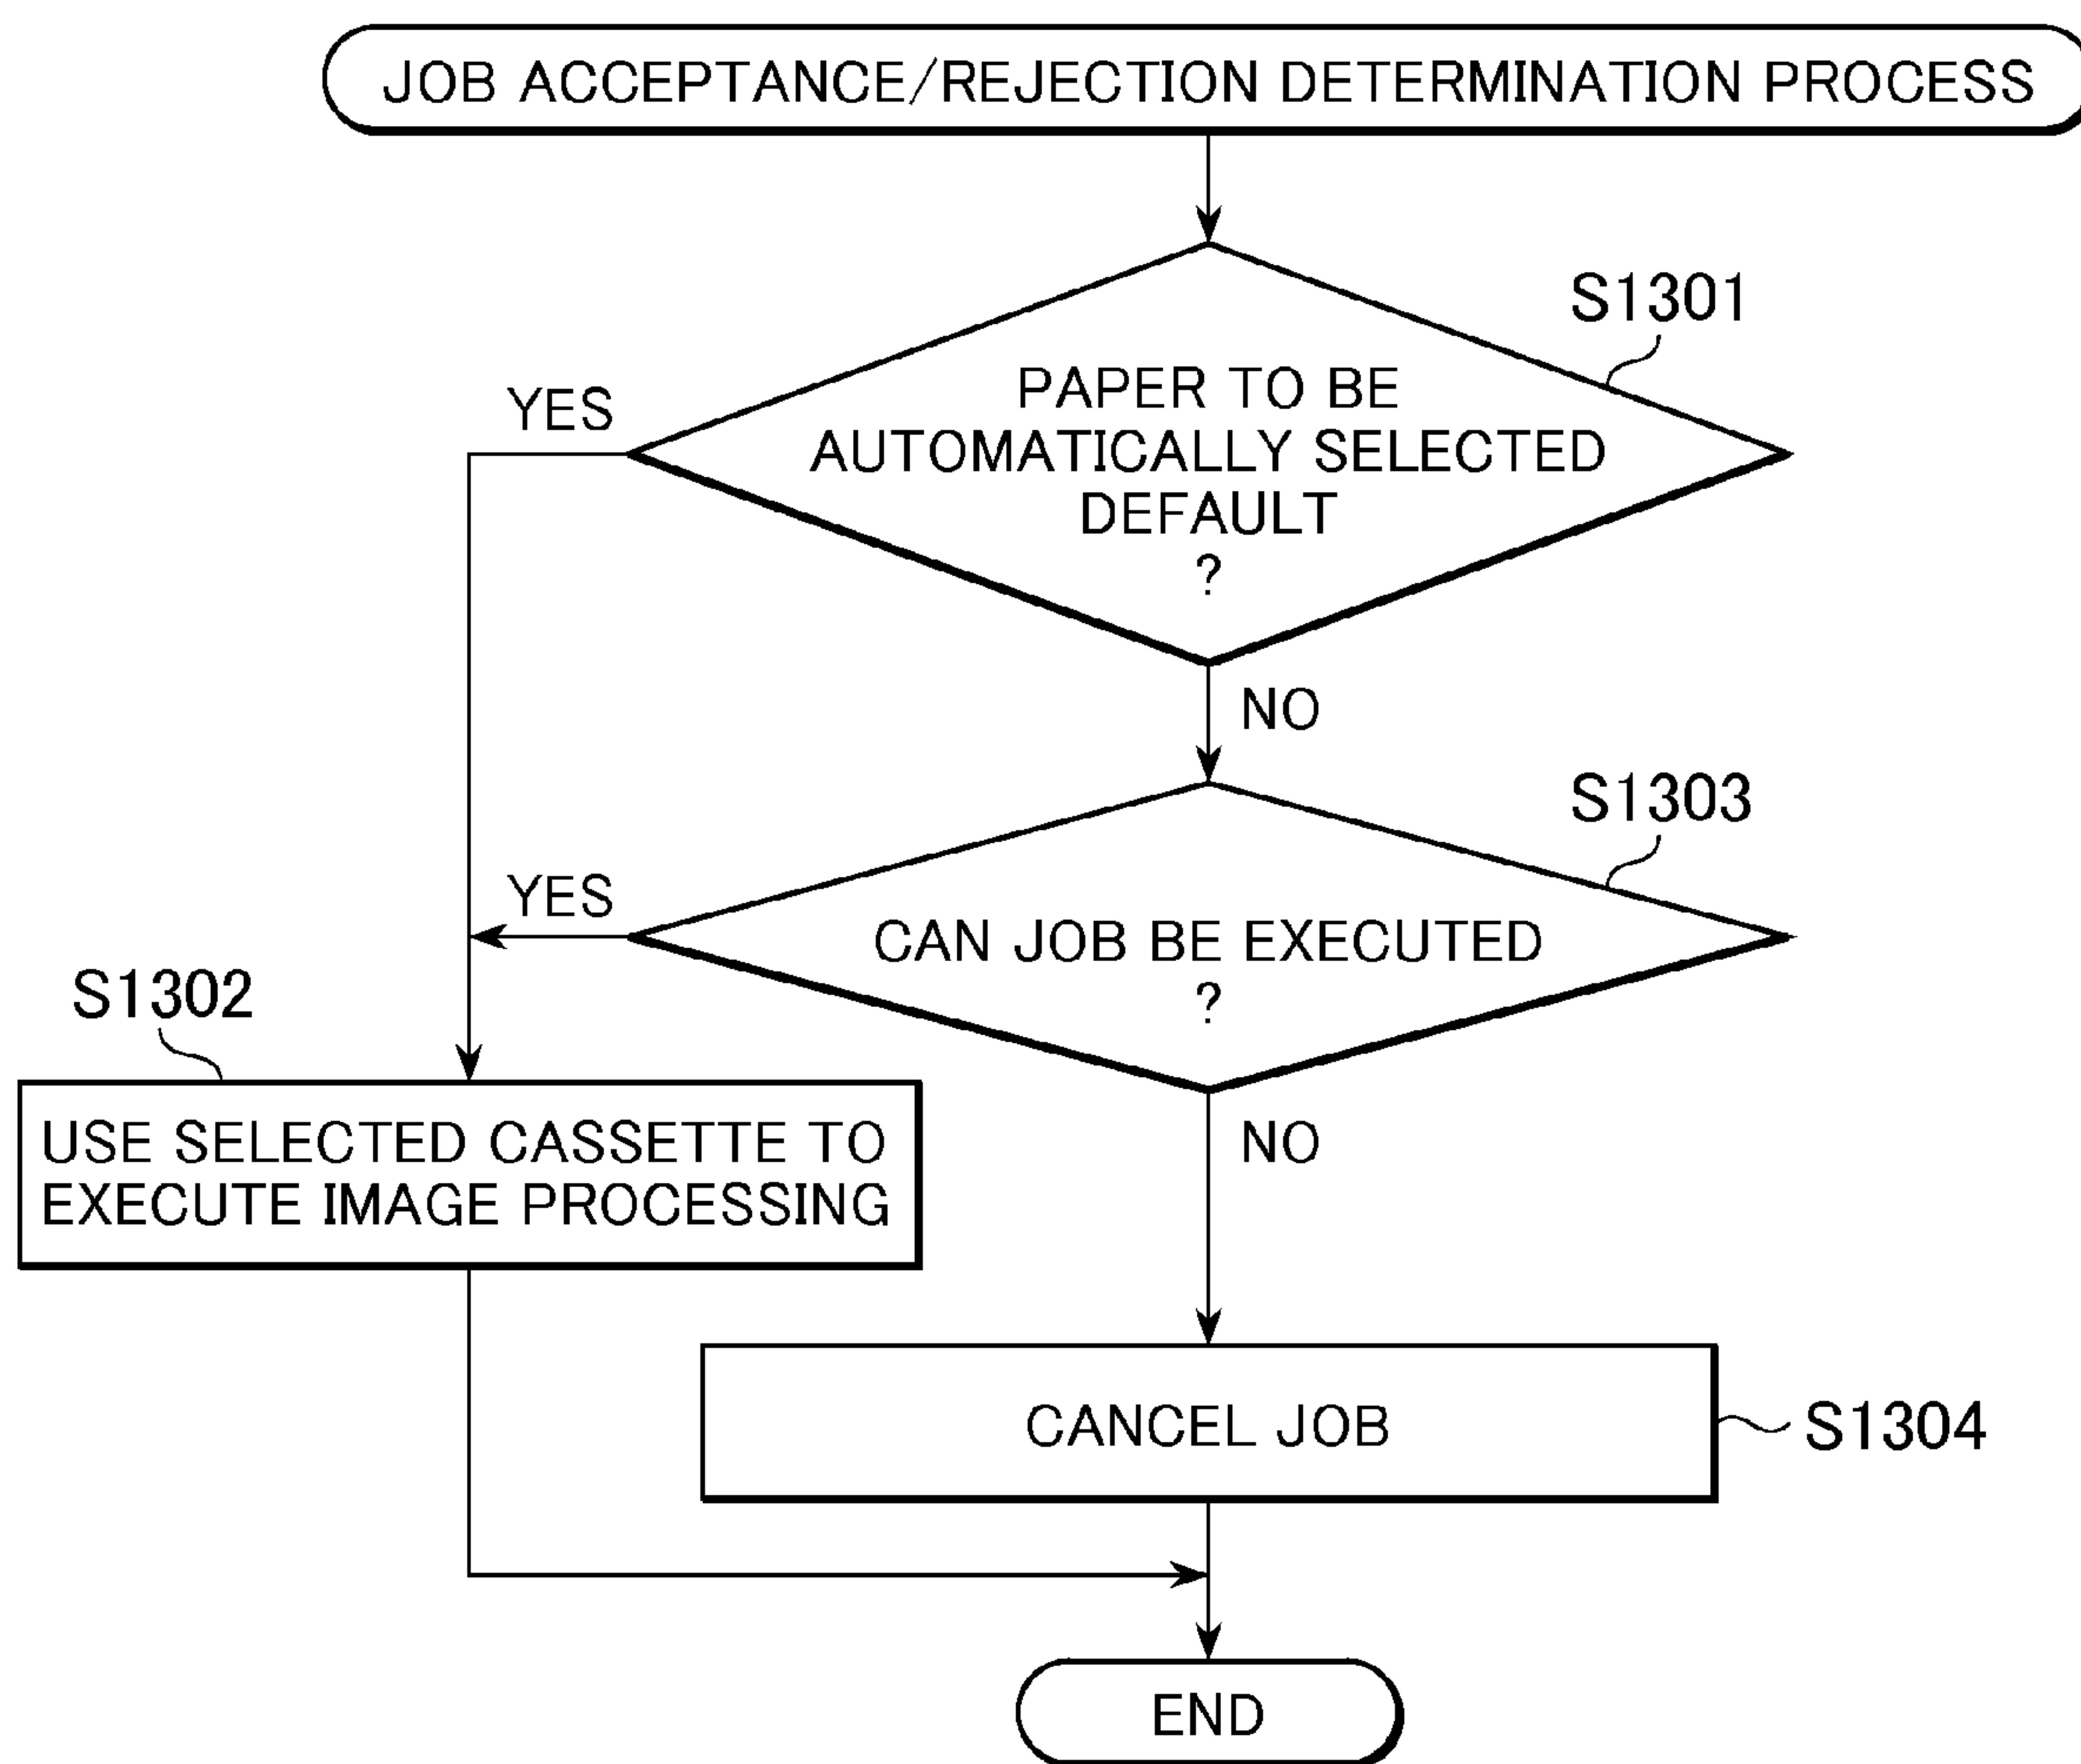 JOB ACCEPTANCE/REJECTION DETERMINATION PROCESS
S1301
PAPER TO BE
AUTOMATICALLY SELECTED
DEFAULT
?
YES
NO
S1303
YES
CAN JOB BE EXECUTED
?
S1302
USE SELECTED CASSETTE TO
EXECUTE IMAGE PROCESSING
NO
CANCEL JOB
S1304
END